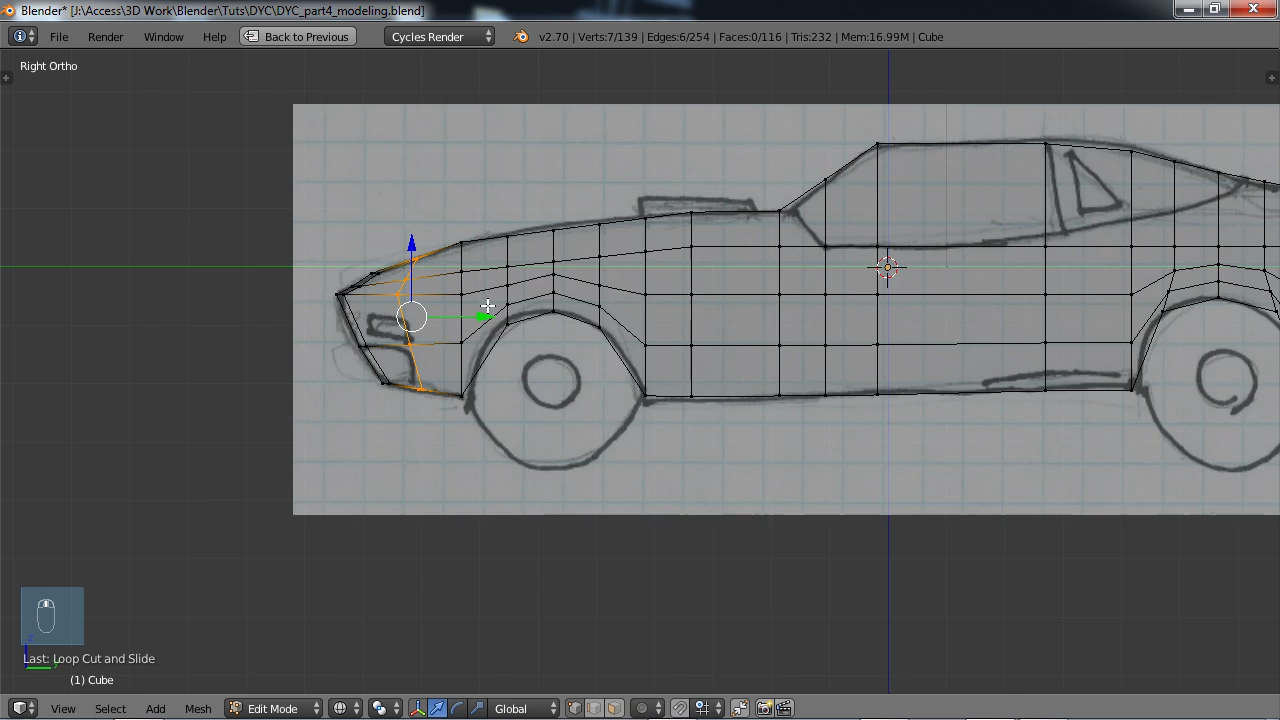 Blender* [J:\Access\3D Work\Blender\Tuts\DYC\DYC_part4_modeling.blend]
File Render Window Help Back to Previous Cycles Render v2.70 | Verts:7/139 | Edges:6/254 | Faces:0/116 | Tris:232 | Mem:16.99M | Cube
Right Ortho
z
Last: Loop Cut and Slide
(1) Cube
View Select Add Mesh Edit Mode Global